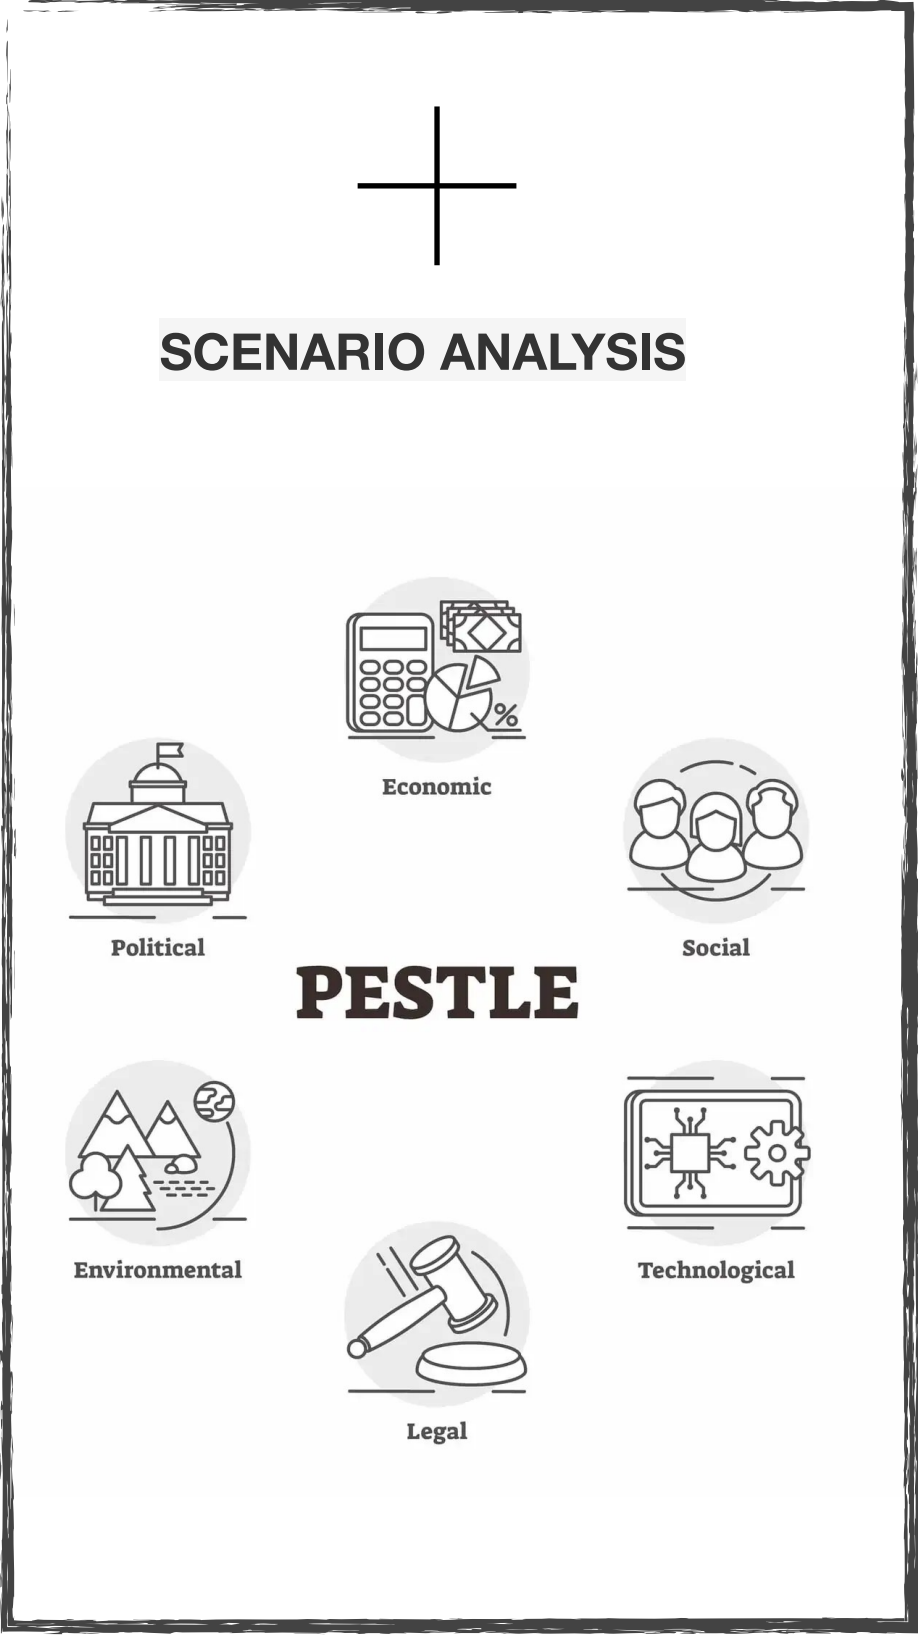 SCENARIO ANALYSIS
%
Economic
Political
Social
PESTLE
Environmental
Technological
Legal